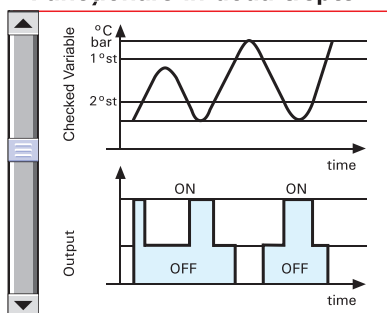 °C
bar
1°st
2°st
Checked Variable
time
ON
ON
OFF
OFF
Output
time